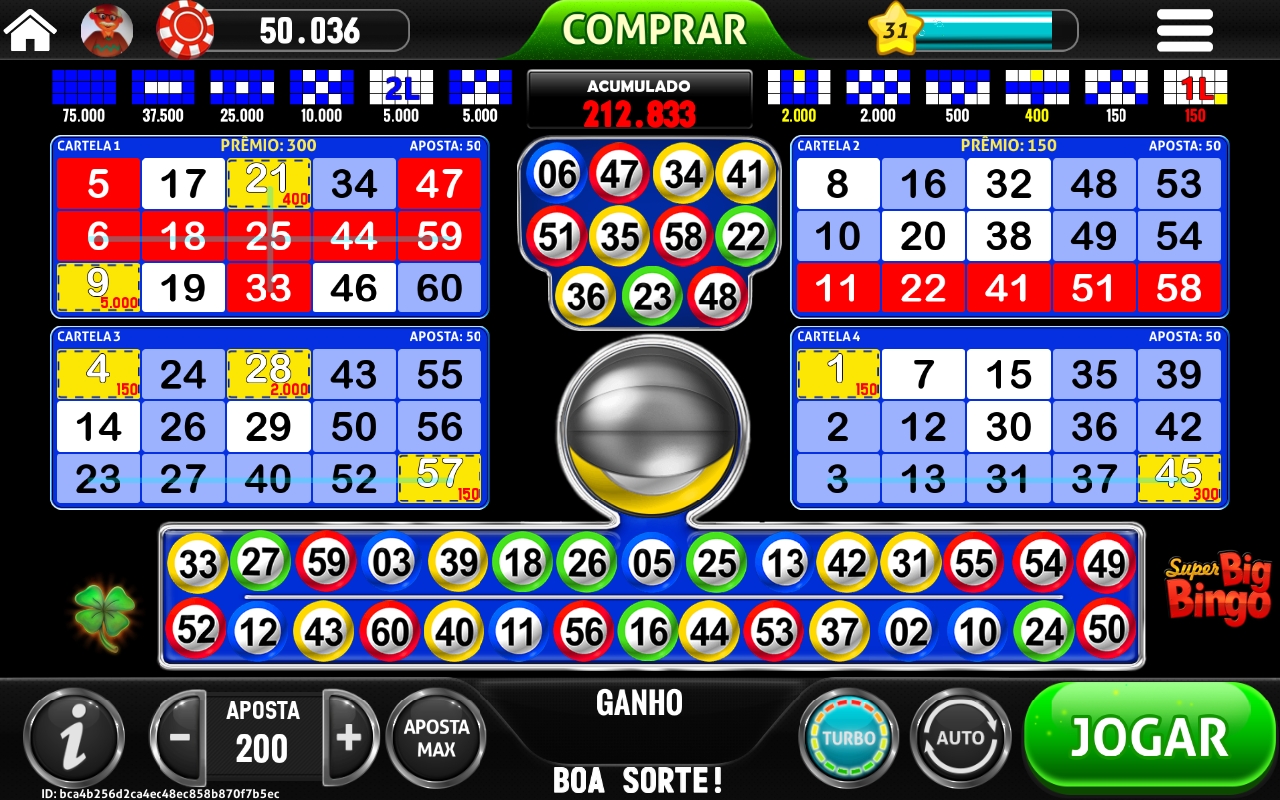 50.036 COMPRAR 31
2L 1L
75.000 37.500 25.000 10.000 5.000 5.000 ACUMULADO 212.833 2.000 2.000 500 400 150 150
CARTELA 1 PRÊMIO: 300 APOSTA: 50
5 17 21 400 34 47
6 18 25 44 59
9 5.000 19 33 46 60
06 47 34 41
51 35 58 22
36 23 48
CARTELA 2 PRÊMIO: 150 APOSTA: 50
8 16 32 48 53
10 20 38 49 54
11 22 41 51 58
CARTELA 3 APOSTA: 50
4 150 24 28 2.000 43 55
14 26 29 50 56
23 27 40 52 57 150
CARTELA 4 APOSTA: 50
1 150 7 15 35 39
2 12 30 36 42
3 13 31 37 45 300
33 27 59 03 39 18 26 05 25 13 42 31 55 54 49
52 12 43 60 40 11 56 16 44 53 37 02 10 24 50
Super Big
Bingo
i - APOSTA
200 + APOSTA
MAX
GANHO
BOA SORTE!
TURBO AUTO JOGAR
ID: bca4b256d2ca4ec48ec858b870f7b5ec